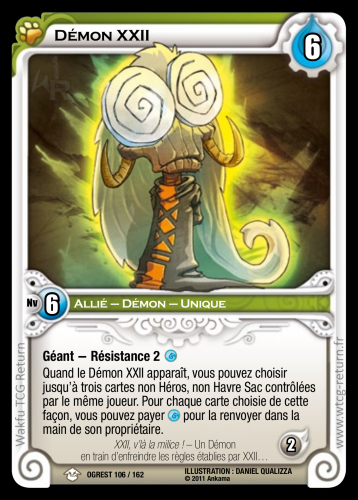 Démon XXII
6
Nv 6 Allié – Démon – Unique
Géant – Résistance 2
Quand le Démon XXII apparaît, vous pouvez choisir
jusqu'à trois cartes non Héros, non Havre Sac contrôlées
par le même joueur. Pour chaque carte choisie de cette
façon, vous pouvez payer pour la renvoyer dans la
main de son propriétaire.
XXII, v'là la milice ! – Un Démon
en train d'enfreindre les règles établies par XXII…
2
OGREST 106 / 162
ILLUSTRATION : DANIEL QUALIZZA
© 2011 Ankama
Wakfu TCG Return
www.wtcg-return.fr